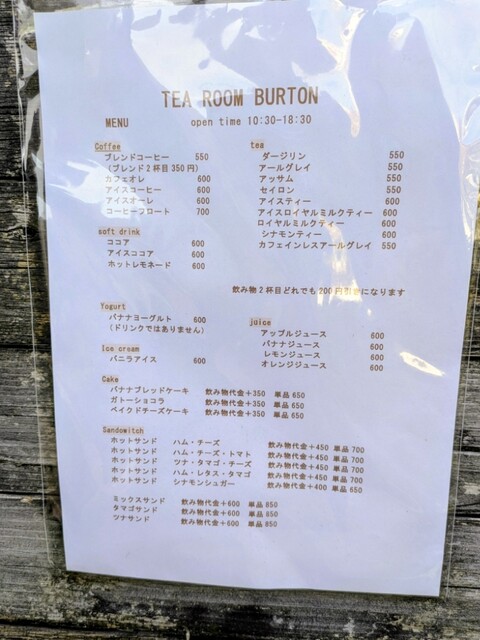 TEA ROOM BURTON
MENU open time 10:30-18:30
Coffee
ブレンドコーヒー 550
(ブレンド2杯目350円)
カフェオレ 600
アイスコーヒー 600
アイスオーレ 600
コーヒーフロート 700
soft drink
ココア 600
アイスココア 600
ホットレモネード 600
tea
ダージリン 550
アールグレイ 550
アッサム 550
セイロン 550
アイスティー 600
アイスロイヤルミルクティー 600
ロイヤルミルクティー 600
シナモンティー 600
カフェインレスアールグレイ 550
飲み物2杯目どれでも200円引きになります
Yogurt
バナナヨーグルト 600
(ドリンクではありません)
Ice cream
バニラアイス 600
juice
アップルジュース 600
バナナジュース 600
レモンジュース 600
オレンジジュース 600
Cake
バナナブレッドケーキ 飲み物代金+350 単品 650
ガトーショコラ 飲み物代金+350 単品 650
ベイクドチーズケーキ 飲み物代金+350 単品 650
Sandowitch
ホットサンド ハム・チーズ 飲み物代金+450 単品 700
ホットサンド ハム・チーズ・トマト 飲み物代金+450 単品 700
ホットサンド ツナ・タマゴ・チーズ 飲み物代金+450 単品 700
ホットサンド ハム・レタス・タマゴ 飲み物代金+450 単品 700
ホットサンド シナモンシュガー 飲み物代金+400 単品 650
ミックスサンド 飲み物代金+600 単品 850
タマゴサンド 飲み物代金+600 単品 850
ツナサンド 飲み物代金+600 単品 850